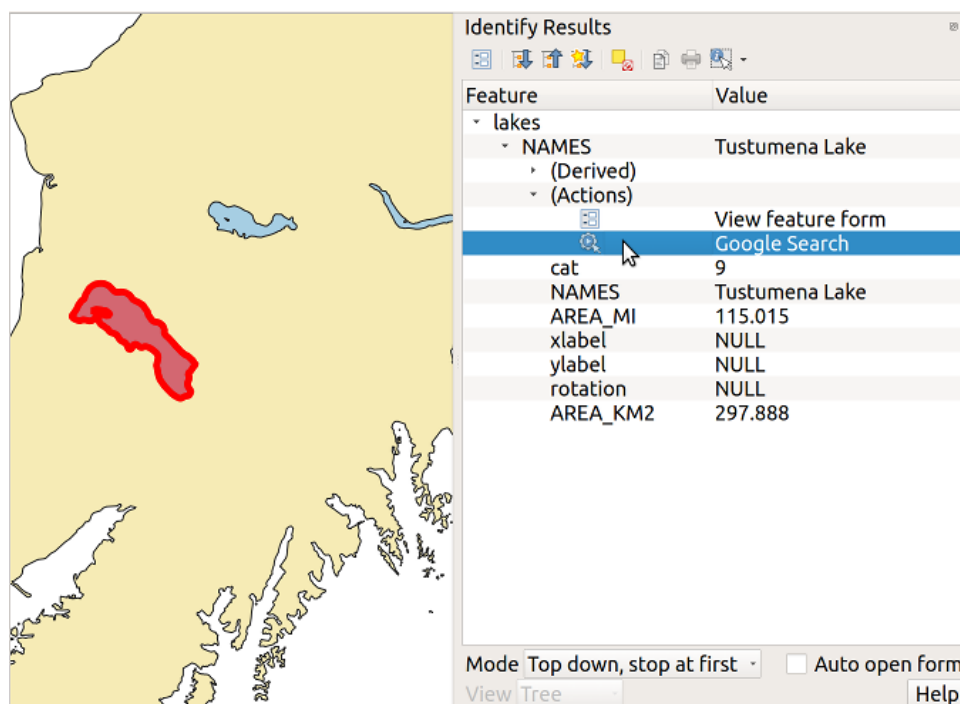 Identify Results
Feature Value
lakes
NAMES Tustumena Lake
(Derived)
(Actions)
View feature form
Google Search
cat 9
NAMES Tustumena Lake
AREA_MI 115.015
xlabel NULL
ylabel NULL
rotation NULL
AREA_KM2 297.888
Mode Top down, stop at first Auto open form
View Tree Help